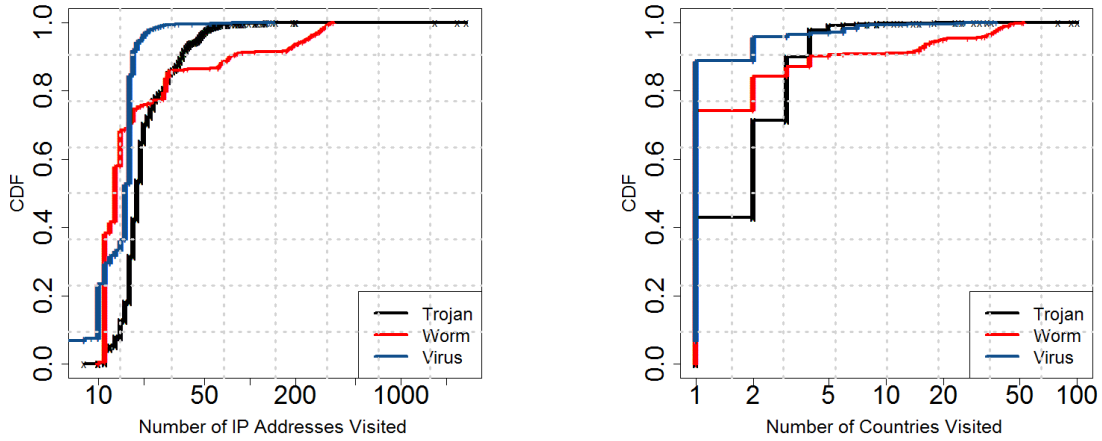 CDF
0.0 0.2 0.4 0.6 0.8 1.0
Trojan
Worm
Virus
10 50 200 1000
Number of IP Addresses Visited
CDF
0.0 0.2 0.4 0.6 0.8 1.0
Trojan
Worm
Virus
1 2 5 10 20 50 100
Number of Countries Visited